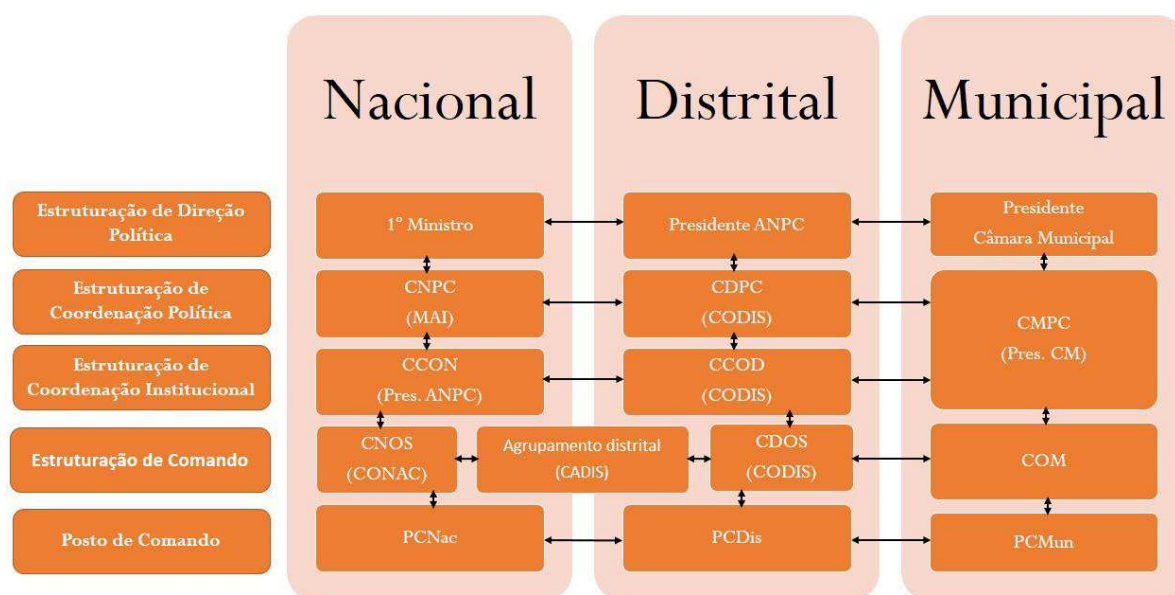 Nacional
Distrital
Municipal
Estruturação de Direção
Política
1º Ministro
Presidente ANPC
Presidente
Câmara Municipal
Estruturação de
Coordenação Política
CNPC
(MAI)
CDPC
(CODIS)
CMPC
(Pres. CM)
Estruturação de
Coordenação Institucional
CCON
(Pres. ANPC)
CCOD
(CODIS)
Estruturação de Comando
CNOS
(CONAC)
Agrupamento distrital
(CADIS)
CDOS
(CODIS)
COM
Posto de Comando
PCNac
PCDis
PCMun